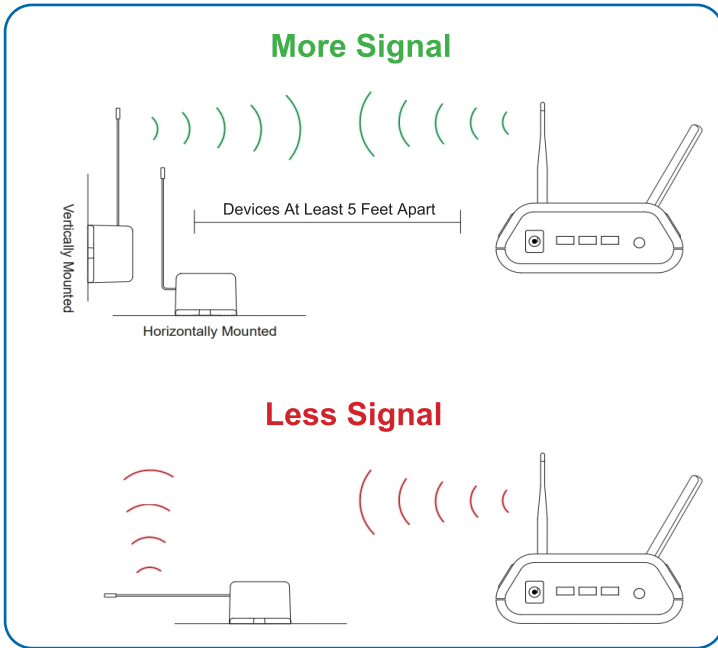 More Signal
Devices At Least 5 Feet Apart
Vertically Mounted
Horizontally Mounted
Less Signal